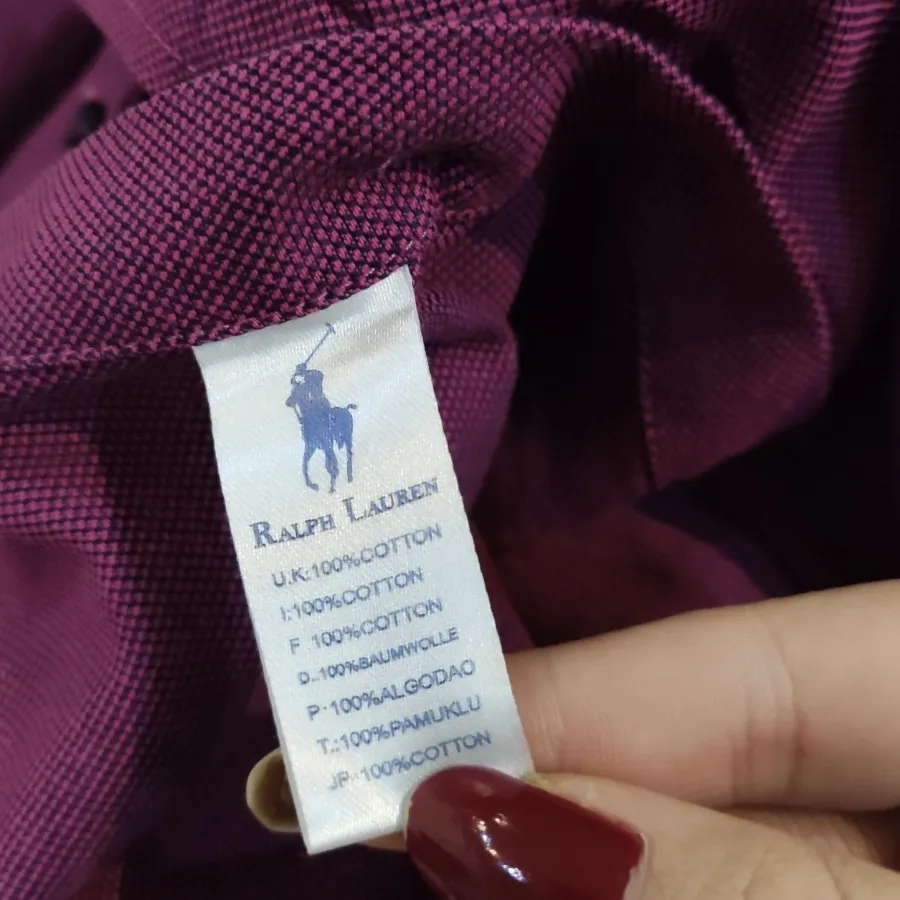 RALPH LAUREN
U.K:100%COTTON
I:100%COTTON
F.100%COTTON
D.:100%BAUMWOLLE
P·100%ALGODAO
T.:100%PAMUKLU
JP·100%COTTON